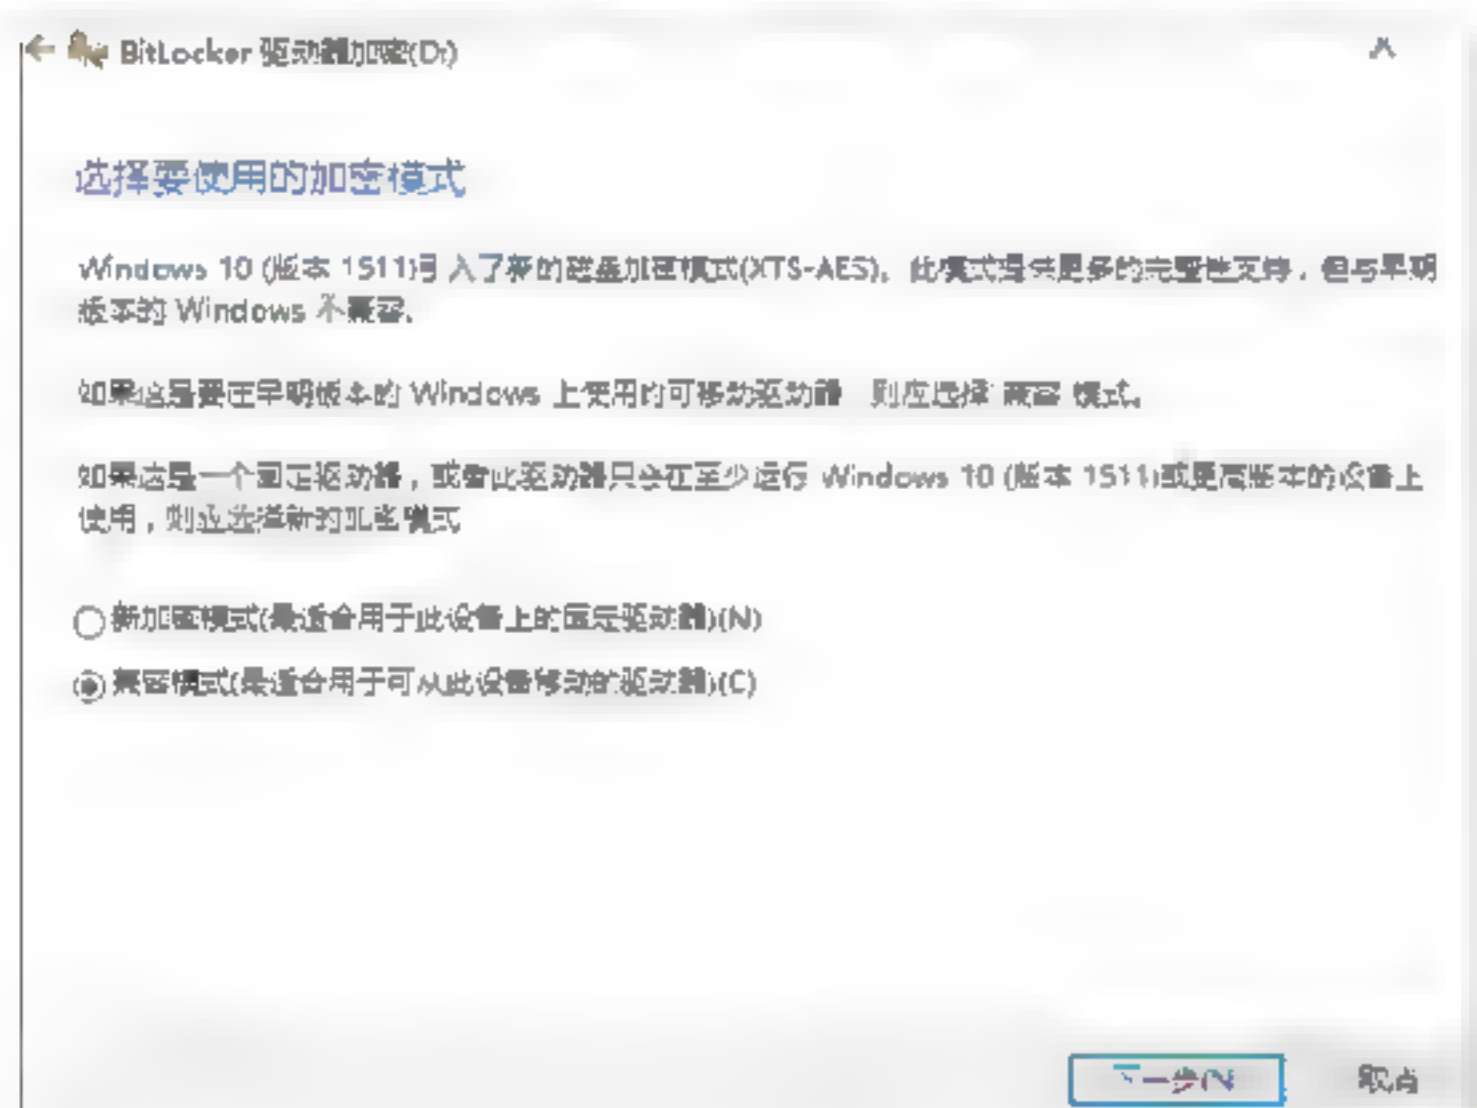 BitLocker 驱动器加密(D:)
选择要使用的加密模式
Windows 10 (版本 1511)引入了新的磁盘加密模式(XTS-AES)。此模式提供更多的完整性支持，但与早期
版本的 Windows 不兼容。
如果这是要在早期版本的 Windows 上使用的可移动驱动器，则应选择"兼容"模式。
如果这是一个固定驱动器，或者此驱动器只会在至少运行 Windows 10 (版本 1511)或更高版本的设备上
使用，则应选择新的加密模式
新加密模式(最适合用于此设备上的固定驱动器)(N)
兼容模式(最适合用于可从此设备移动的驱动器)(C)
下一步(N)
取消